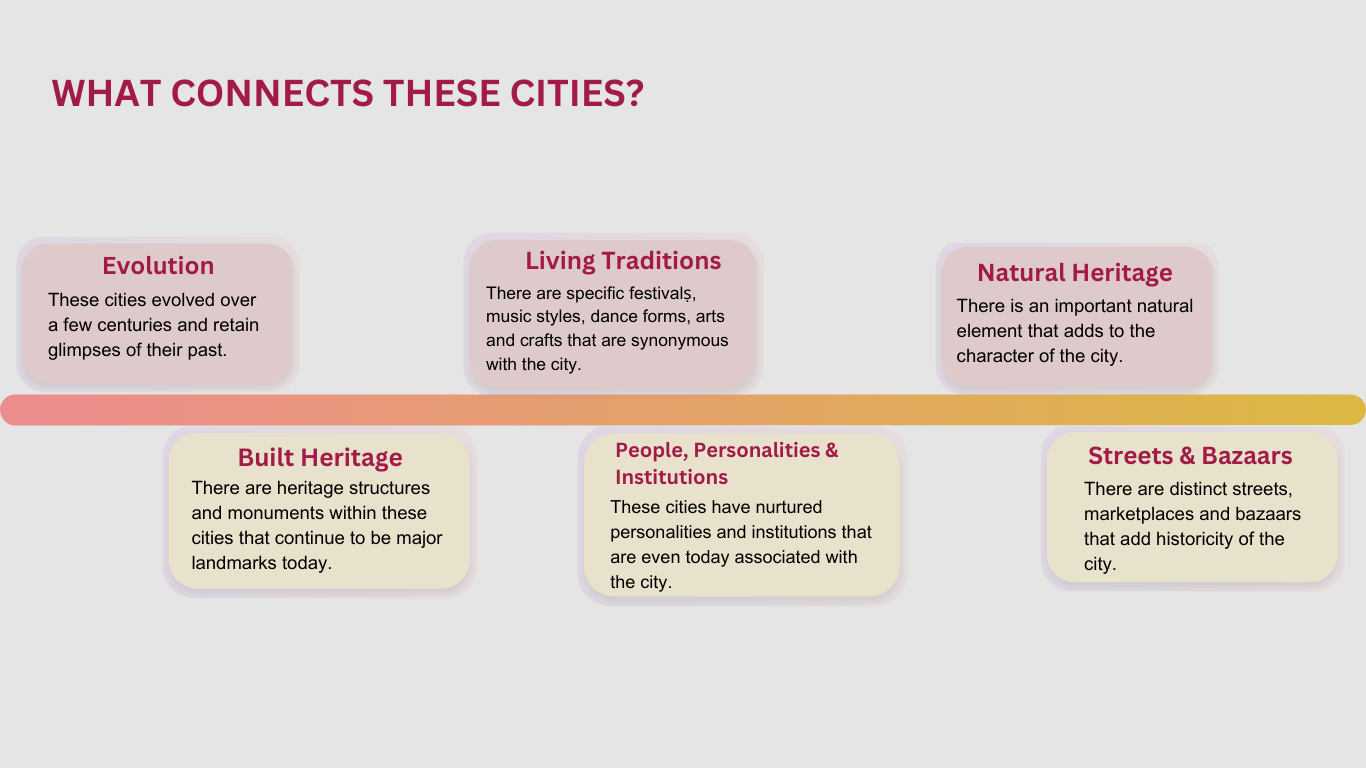 WHAT CONNECTS THESE CITIES?
Evolution
These cities evolved over
a few centuries and retain
glimpses of their past.
Living Traditions
There are specific festivals,
music styles, dance forms, arts
and crafts that are synonymous
with the city.
Natural Heritage
There is an important natural
element that adds to the
character of the city.
Built Heritage
There are heritage structures
and monuments within these
cities that continue to be major
landmarks today.
People, Personalities &
Institutions
These cities have nurtured
personalities and institutions that
are even today associated with
the city.
Streets & Bazaars
There are distinct streets,
marketplaces and bazaars
that add historicity of the
city.